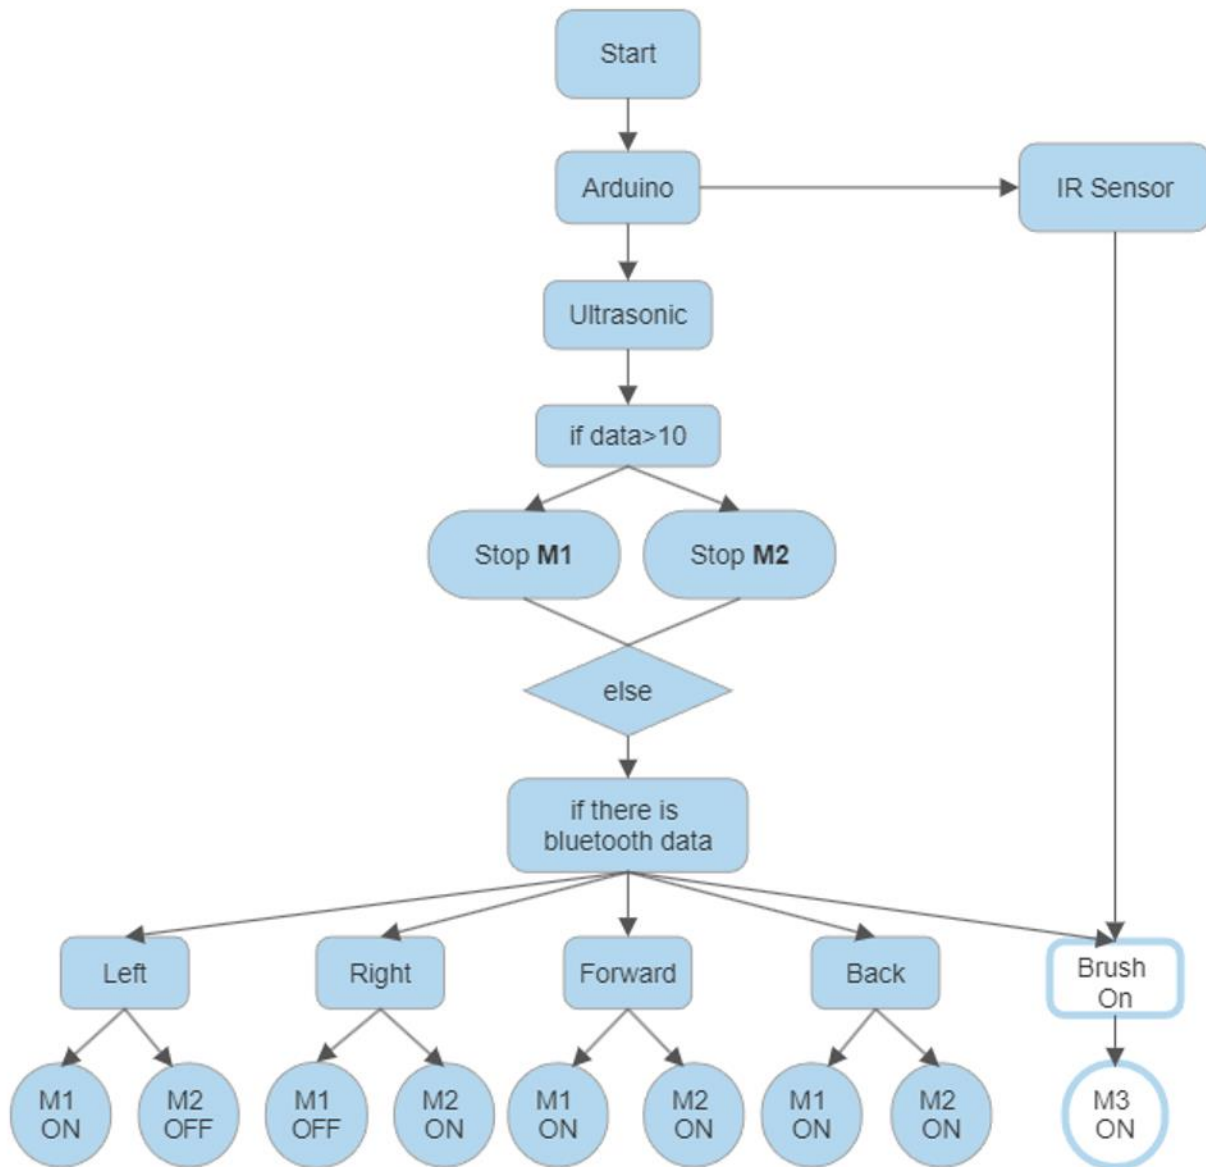 Start
Arduino
IR Sensor
Ultrasonic
if data>10
Stop M1
Stop M2
else
if there is
bluetooth data
Left
Right
Forward
Back
Brush
On
M1
ON
M2
OFF
M1
OFF
M2
ON
M1
ON
M2
ON
M1
ON
M2
ON
M3
ON